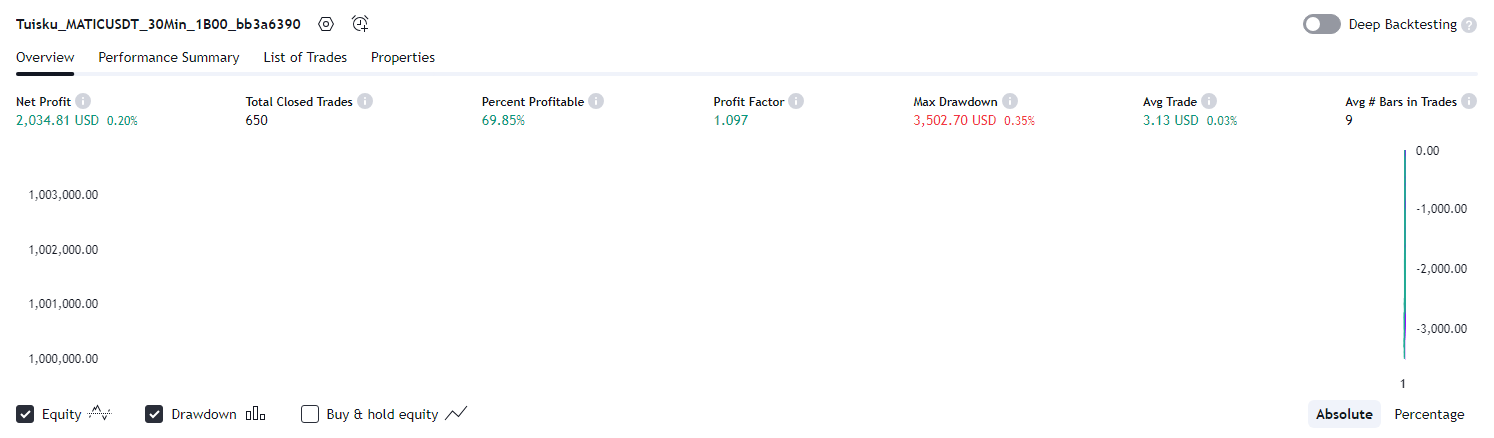 Tuisku_MATICUSDT_30Min_1B00_bb3a6390
Deep Backtesting ?
Overview Performance Summary List of Trades Properties
Net Profit Total Closed Trades Percent Profitable Profit Factor Max Drawdown Avg Trade Avg # Bars in Trades
2,034.81 USD 0.20% 650 69.85% 1.097 3,502.70 USD 0.35% 3.13 USD 0.03% 9
0.00
1,003,000.00
-1,000.00
1,002,000.00
-2,000.00
1,001,000.00
-3,000.00
1,000,000.00
1
Equity Drawdown Buy & hold equity Absolute Percentage